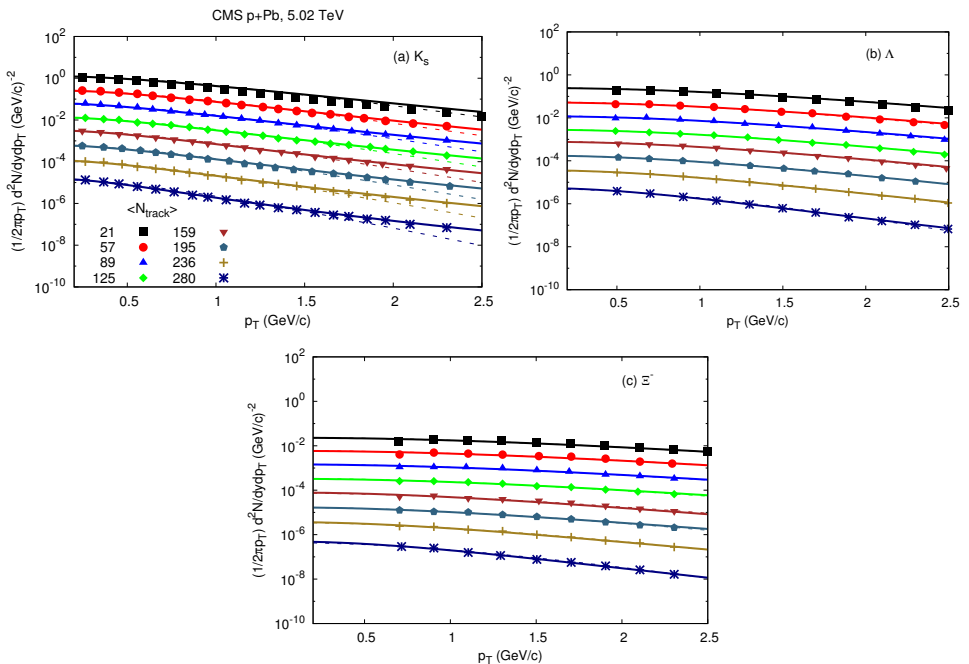 CMS p+Pb, 5.02 TeV
(a) K_s
(1/2πp_T) d^2N/dydp_T (GeV/c)^-2
10^2
10^0
10^-2
10^-4
10^-6
10^-8
10^-10
<N_track>
21 159
57 195
89 236
125 280
0.5 1 1.5 2 2.5
p_T (GeV/c)
(b) Λ
(1/2πp_T) d^2N/dydp_T (GeV/c)^-2
10^2
10^0
10^-2
10^-4
10^-6
10^-8
10^-10
0.5 1 1.5 2 2.5
p_T (GeV/c)
(c) Ξ^-
(1/2πp_T) d^2N/dydp_T (GeV/c)^-2
10^2
10^0
10^-2
10^-4
10^-6
10^-8
10^-10
0.5 1 1.5 2 2.5
p_T (GeV/c)